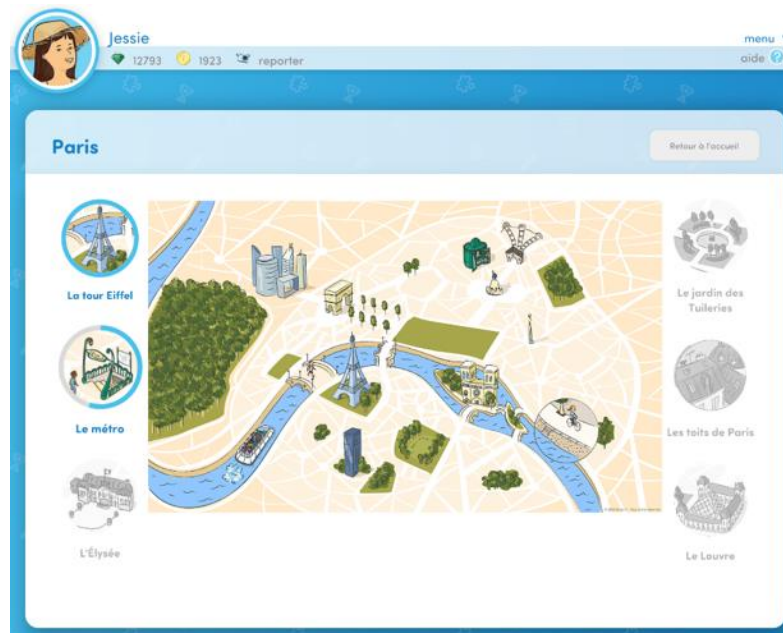 Jessie
menu
12793 1923 reporter
aide ?
Paris
Retour à l'accueil
La tour Eiffel
Le jardin des
Tuileries
Le métro
Les toits de Paris
L'Élysée
Le Louvre